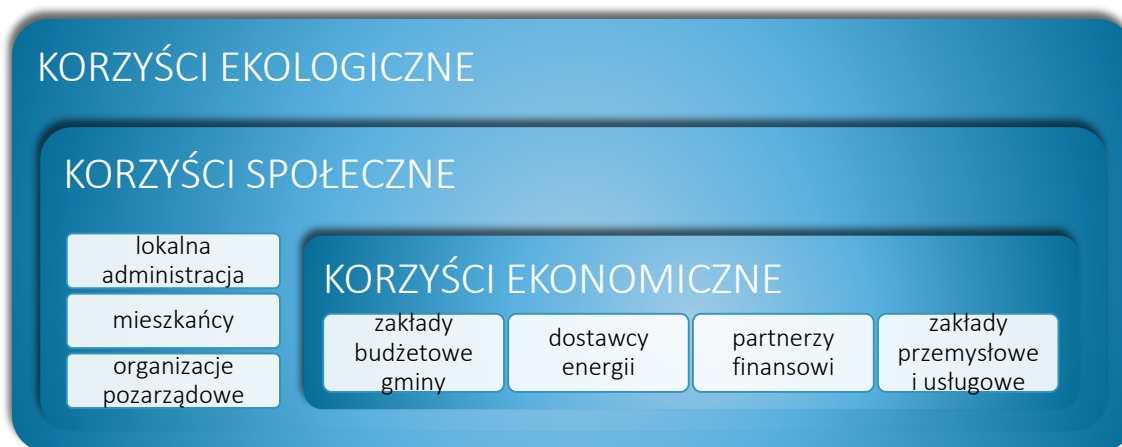 KORZYŚCI EKOLOGICZNE
KORZYŚCI SPOŁECZNE
lokalna
administracja
mieszkańcy
organizacje
pozarządowe
KORZYŚCI EKONOMICZNE
zakłady
budżetowe
gminy
dostawcy
energii
partnerzy
finansowi
zakłady
przemysłowe
i usługowe